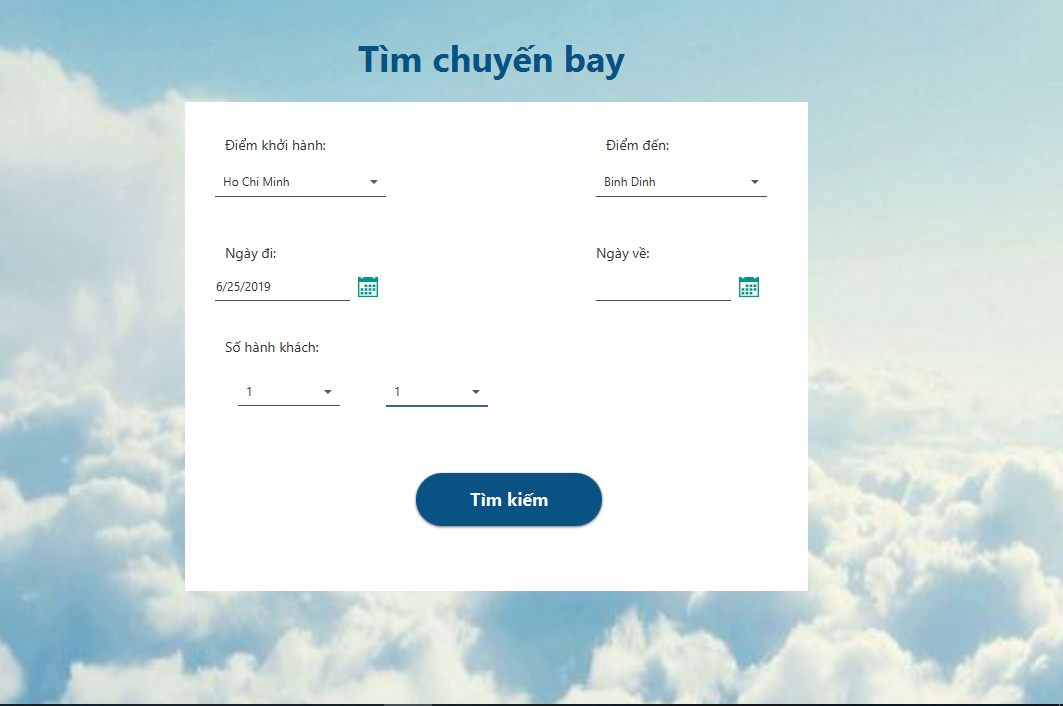 Tìm chuyến bay
Điểm khởi hành: Điểm đến:
Ho Chi Minh Binh Dinh
Ngày đi: Ngày về:
6/25/2019
Số hành khách:
1 1
Tìm kiếm